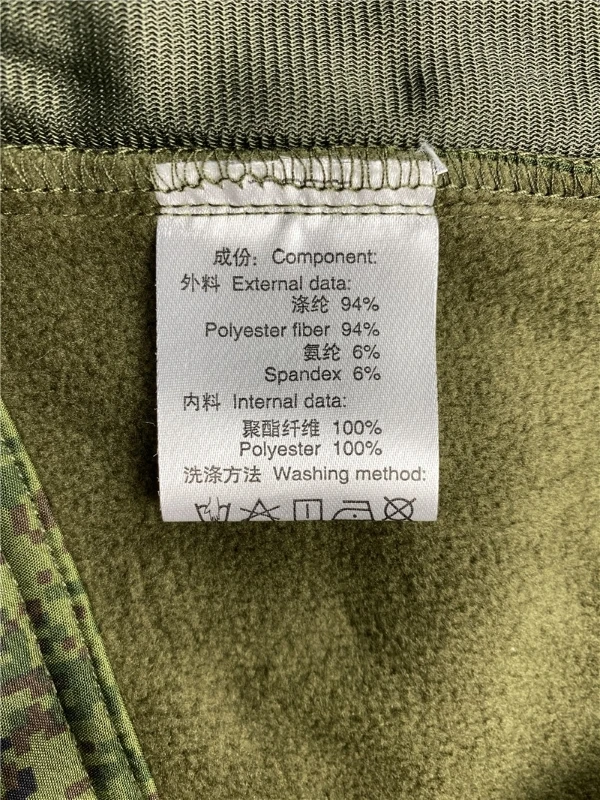 成份: Component:
外料 External data:
涤纶 94%
Polyester fiber 94%
氨纶 6%
Spandex 6%
内料 Internal data:
聚酯纤维 100%
Polyester 100%
洗涤方法 Washing method: